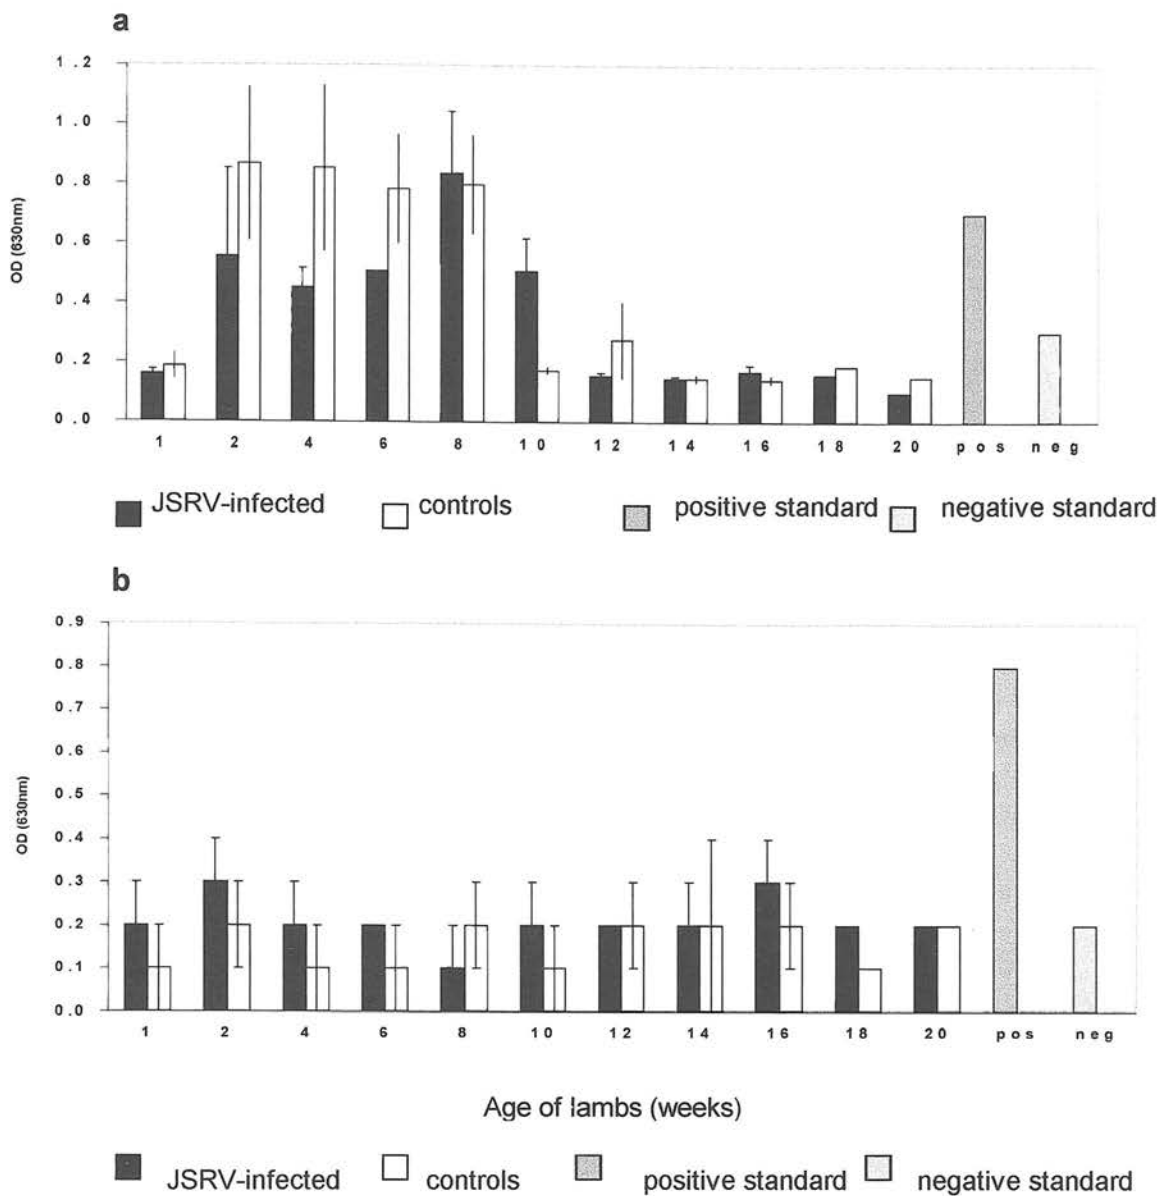 a
1.2
1.0
0.8
0.6
0.4
0.2
0.0
OD (630nm)
1 2 4 6 8 10 12 14 16 18 20 pos neg
JSRV-infected controls positive standard negative standard
b
0.9
0.8
0.7
0.6
0.5
0.4
0.3
0.2
0.1
0.0
OD (630nm)
1 2 4 6 8 10 12 14 16 18 20 pos neg
Age of lambs (weeks)
JSRV-infected controls positive standard negative standard